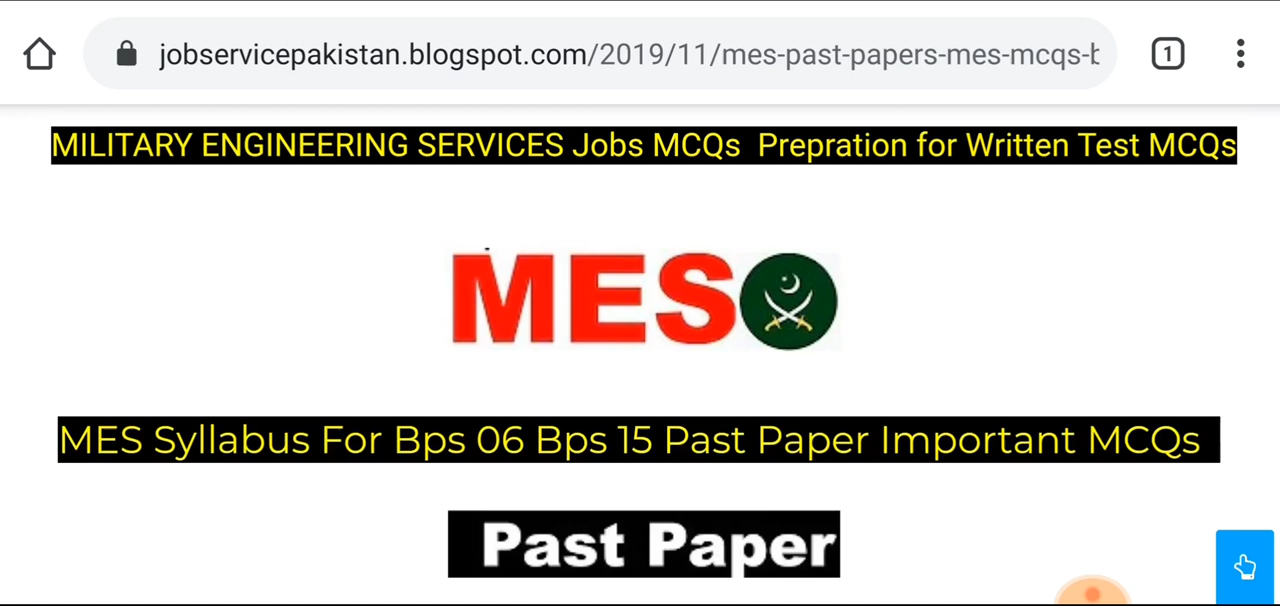 jobservicepakistan.blogspot.com/2019/11/mes-past-papers-mes-mcqs-b
1
MILITARY ENGINEERING SERVICES Jobs MCQs Prepration for Written Test MCQs
MES
MES Syllabus For Bps 06 Bps 15 Past Paper Important MCQs
Past Paper